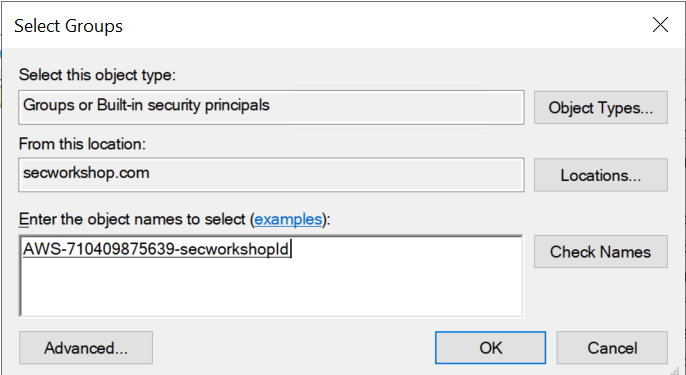 Select Groups
Select this object type:
Groups or Built-in security principals
Object Types...
From this location:
secworkshop.com
Locations...
Enter the object names to select (examples):
AWS-710409875639-secworkshopId
Check Names
Advanced...
OK
Cancel